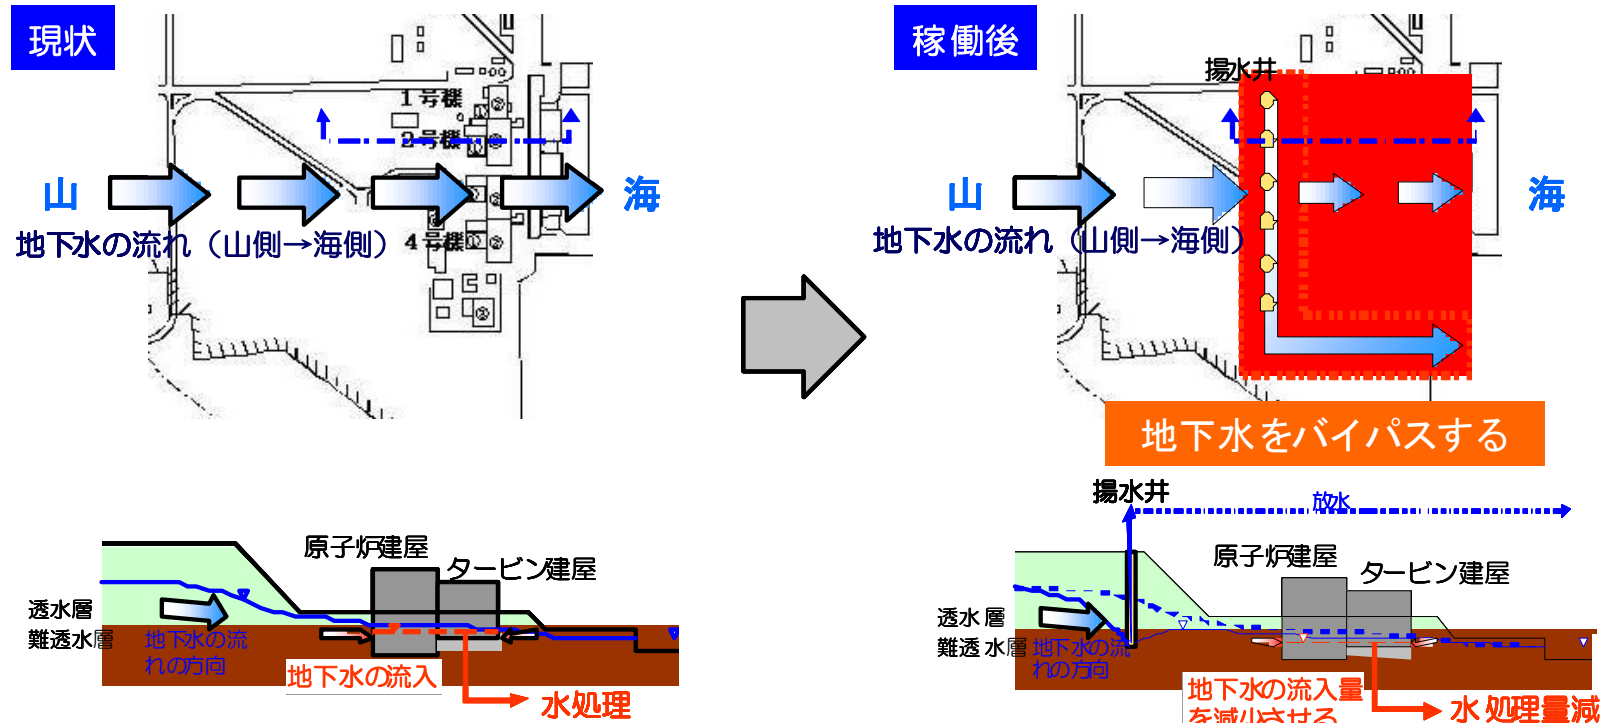 現状
1号機
2号機
山
海
地下水の流れ（山側→海側）
4号機
稼働後
揚水井
山
海
地下水の流れ（山側→海側）
地下水をバイパスする
原子炉建屋
タービン建屋
透水層
難透水層
地下水の流
れの方向
地下水の流入
水処理
揚水井
放水
原子炉建屋
タービン建屋
透水層
難透水層
地下水の流
れの方向
地下水の流入量
を減少させる
水処理量減